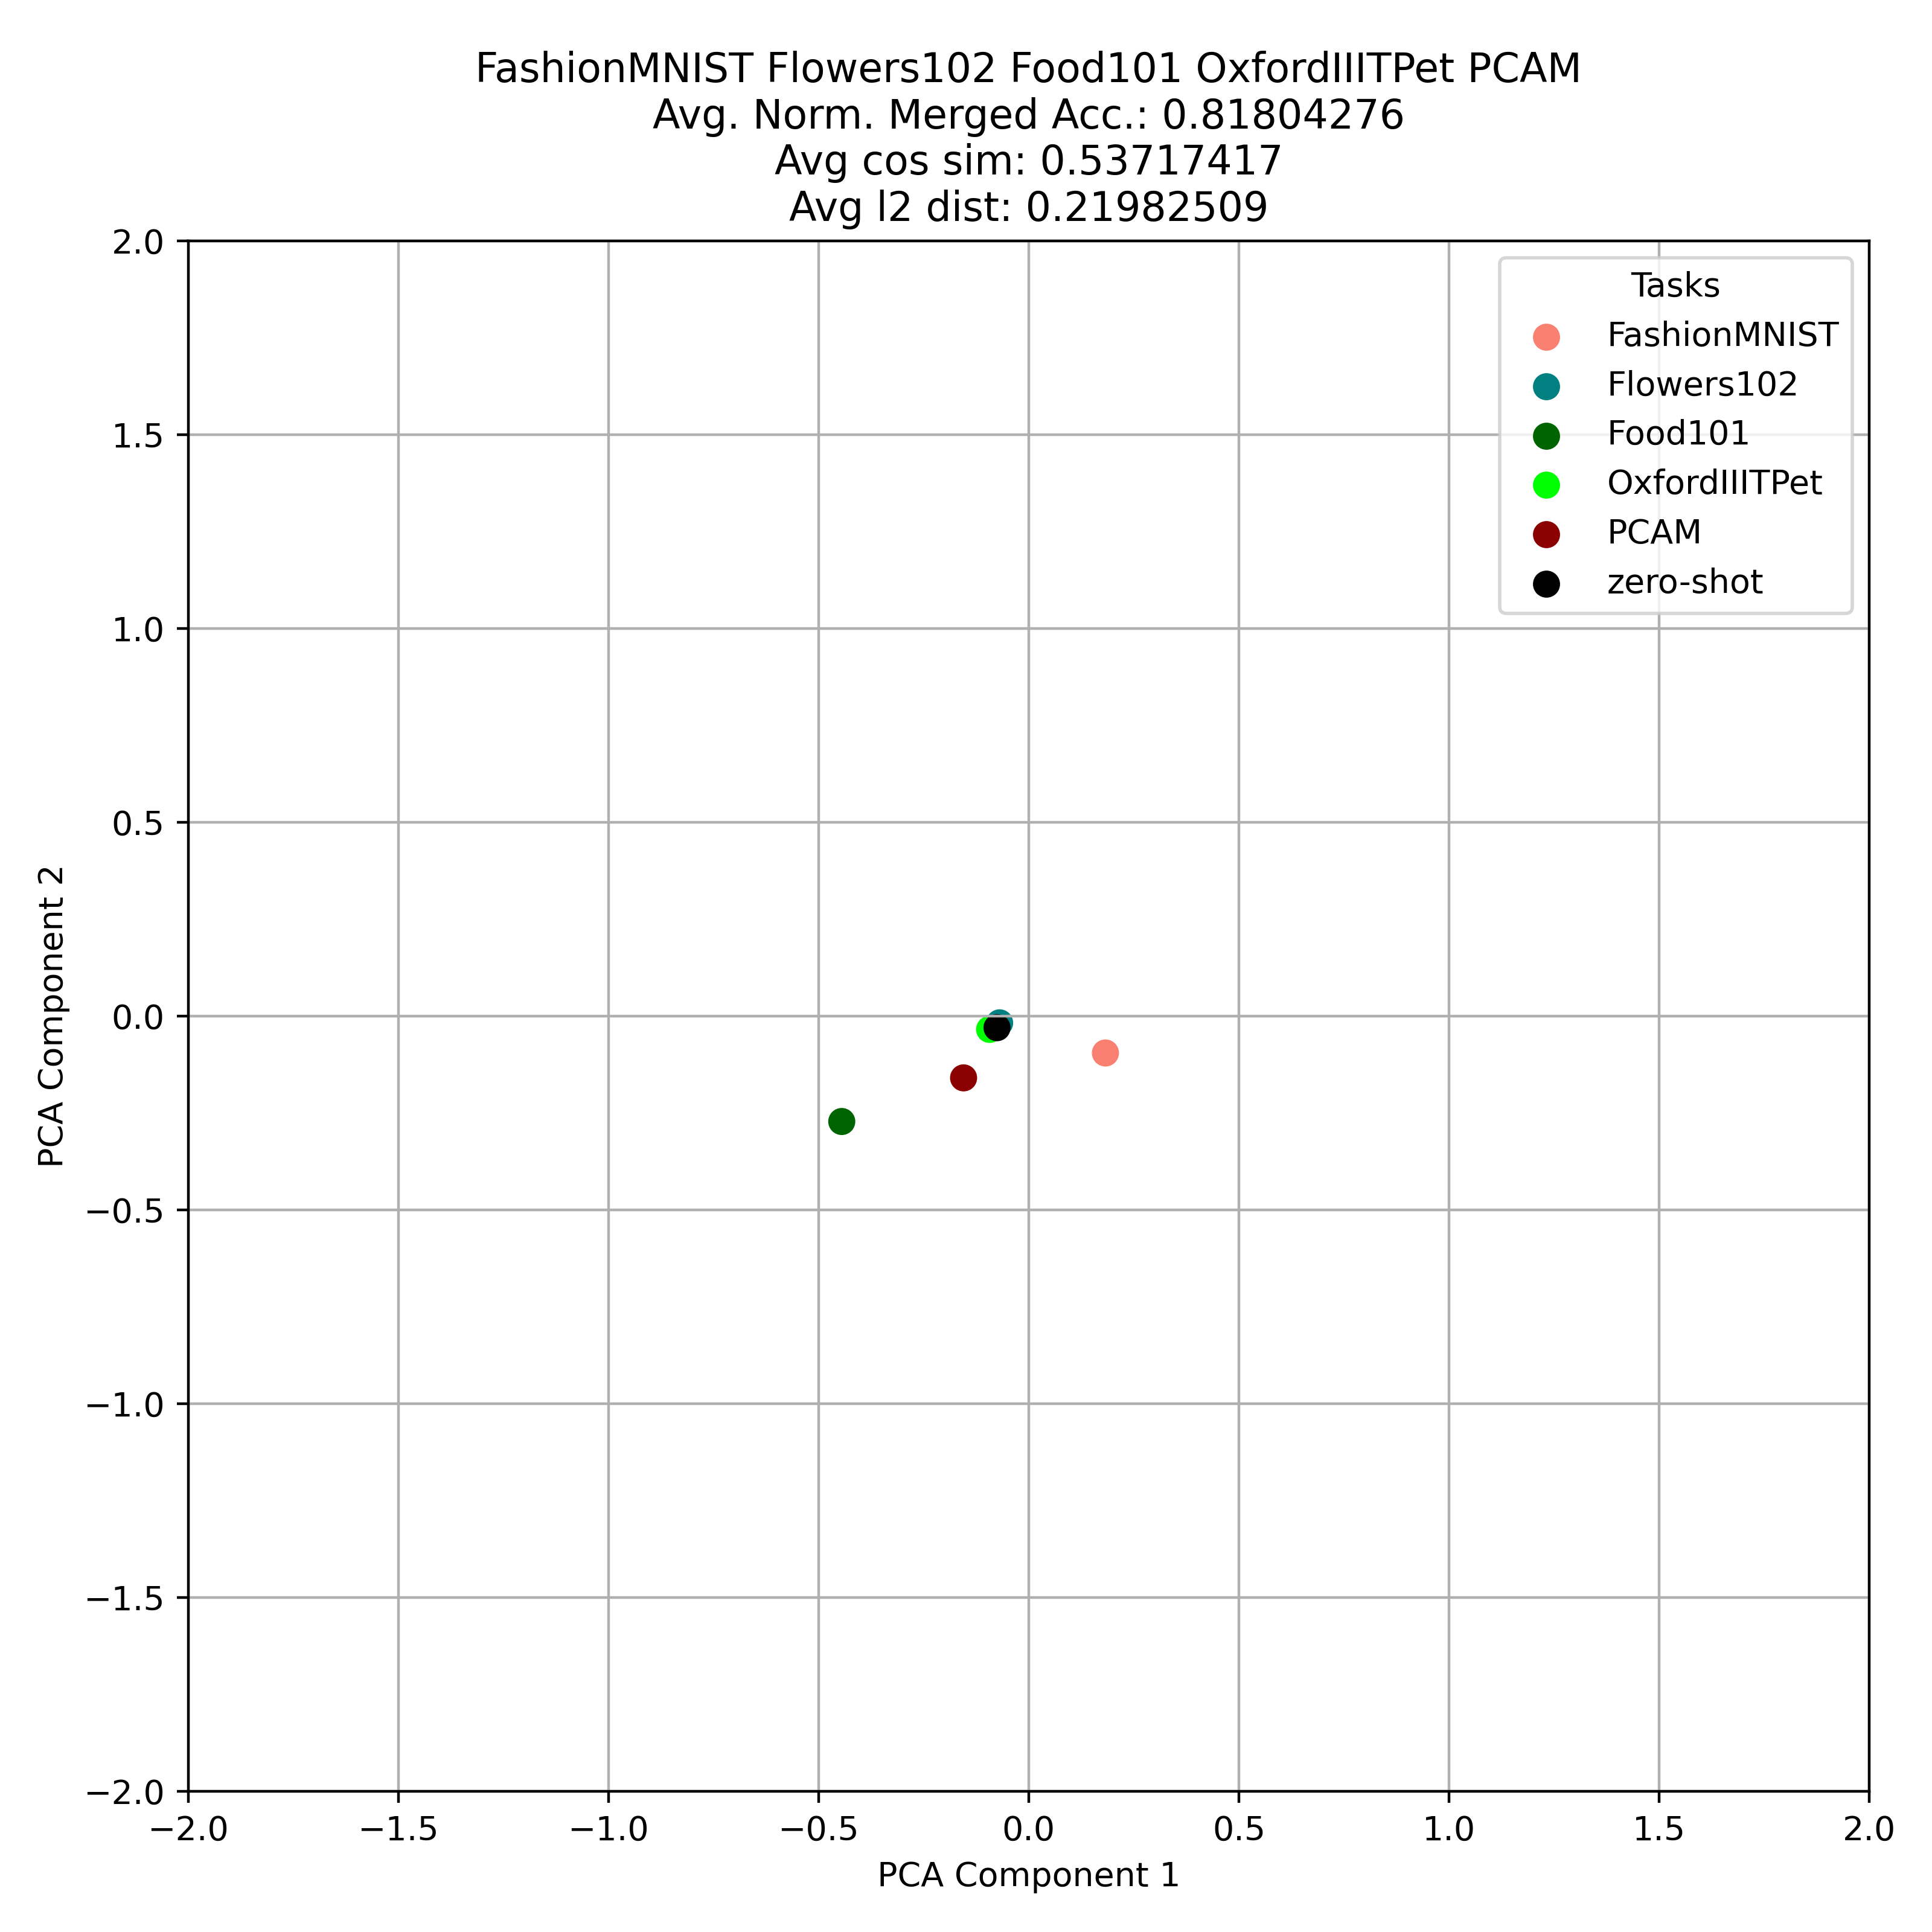 FashionMNIST Flowers102 Food101 OxfordIIITPet PCAM
Avg. Norm. Merged Acc.: 0.81804276
Avg cos sim: 0.53717417
Avg l2 dist: 0.21982509
Tasks
FashionMNIST
Flowers102
Food101
OxfordIIITPet
PCAM
zero-shot
PCA Component 2
2.0
1.5
1.0
0.5
0.0
−0.5
−1.0
−1.5
−2.0
−2.0 −1.5 −1.0 −0.5 0.0 0.5 1.0 1.5 2.0
PCA Component 1